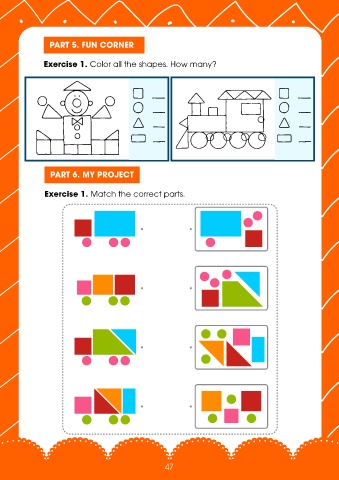 PART 5. FUN CORNER
Exercise 1. Color all the shapes. How many?
PART 6. MY PROJECT
Exercise 1. Match the correct parts.
47